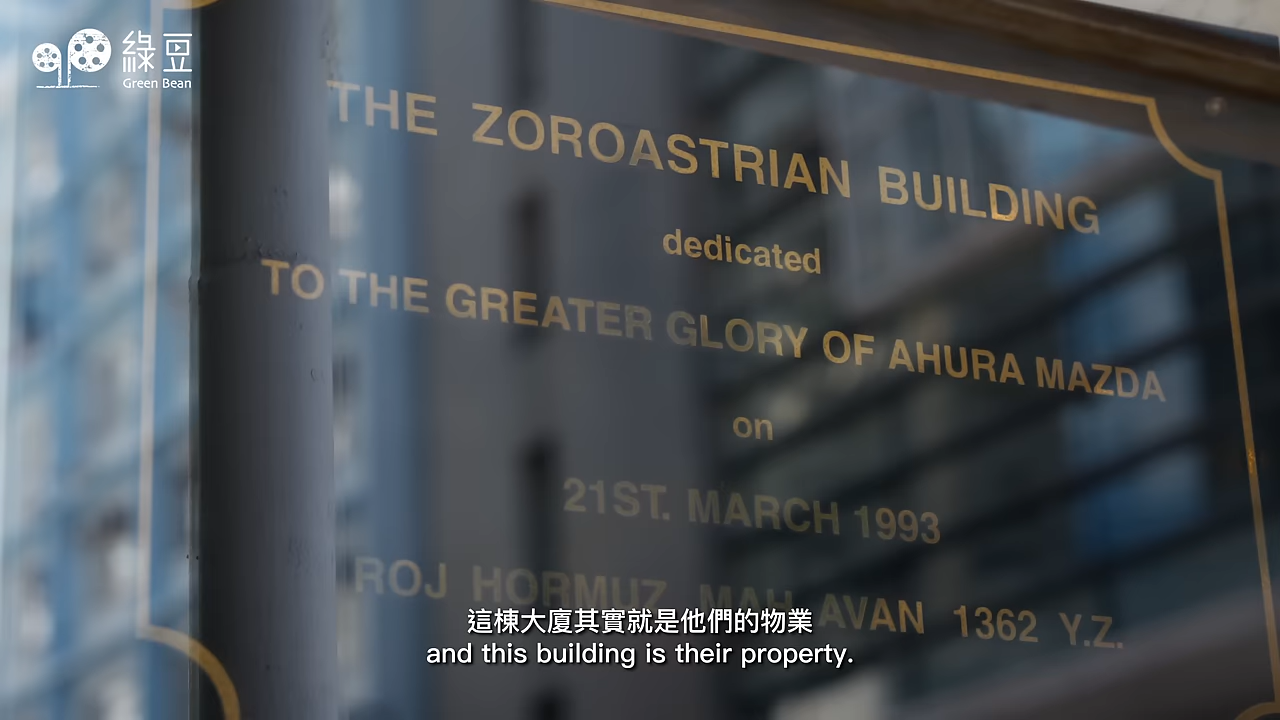 綠豆
Green Bean
THE ZOROASTRIAN BUILDING
dedicated
TO THE GREATER GLORY OF AHURA MAZDA
on
21ST. MARCH 1993
ROJ HORMUZ MAH AVAN 1362 Y.Z.
這棟大廈其實就是他們的物業
and this building is their property.